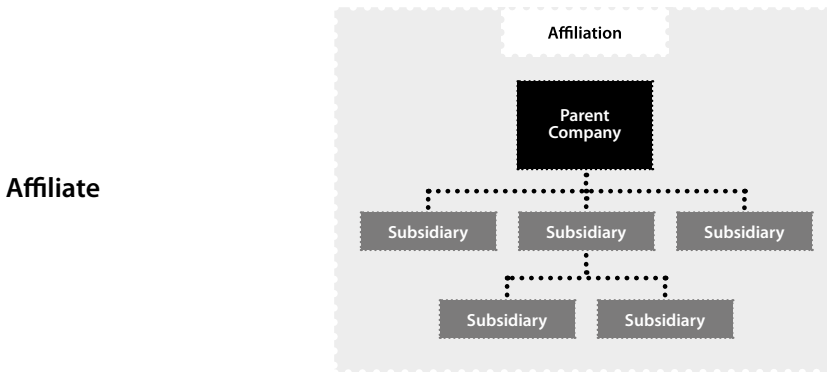 Affiliation
Parent
Company
Affiliate
Subsidiary
Subsidiary
Subsidiary
Subsidiary
Subsidiary